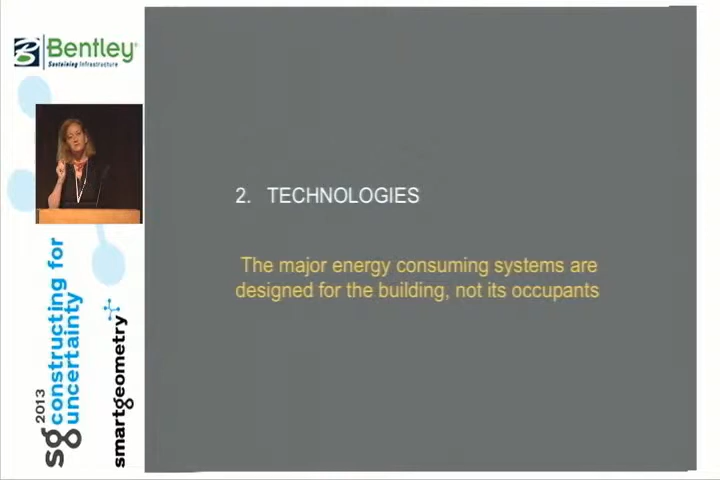 Bentley®
Sustaining Infrastructure
2. TECHNOLOGIES
The major energy consuming systems are
designed for the building, not its occupants
sg2013
constructing for
uncertainty
smartgeometry